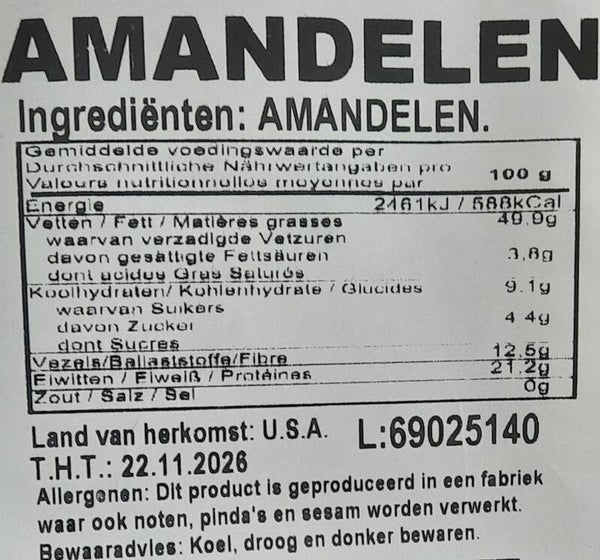 AMANDELEN
Ingrediënten: AMANDELEN.
Gemiddelde voedingswaarde per
Durchschnittliche Nährwertangaben pro
Valeurs nutritionnelles moyennes par
100 g
Energie 2461kJ / 588kCal
Vetten / Fett / Matières grasses 49.9g
waarvan verzadigde Vetzuren
davon gesättigte Fettsäuren 3,8g
dont acides Gras Saturés
Koolhydraten/ Kohlenhydrate / Glucides 9.1g
waarvan Suikers
davon Zucker 4.4g
dont Sucres
Vezels/Ballaststoffe/Fibre 12,5g
Eiwitten / Eiweiß / Protéines 21,2g
Zout / Salz / Sel 0g
Land van herkomst: U.S.A. L:69025140
T.H.T.: 22.11.2026
Allergenen: Dit product is geproduceerd in een fabriek
waar ook noten, pinda's en sesam worden verwerkt.
Bewaaradvies: Koel, droog en donker bewaren.